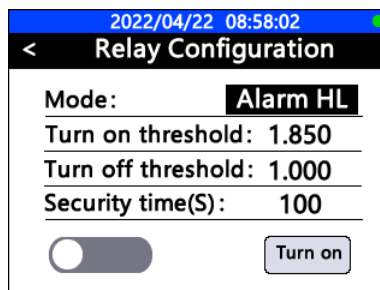 2022/04/22 08:58:02
< Relay Configuration
Mode: Alarm HL
Turn on threshold: 1.850
Turn off threshold: 1.000
Security time(S): 100
Turn on